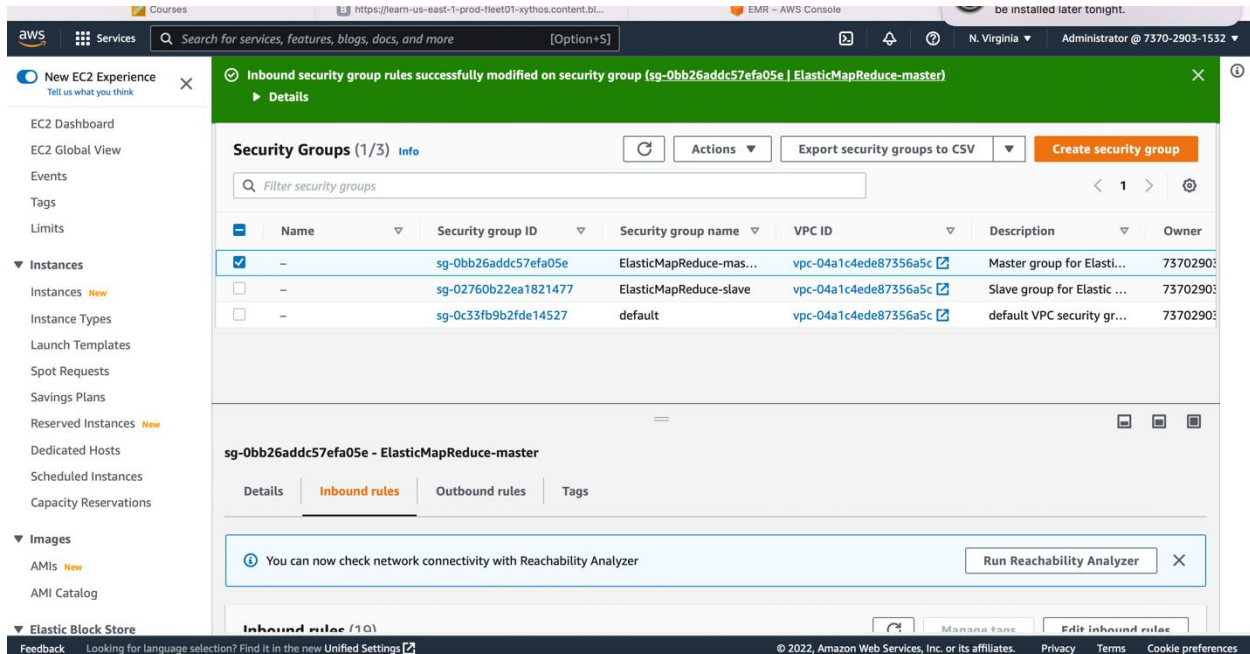 Courses
https://learn-us-east-1-prod-fleet01-xythos.content.bl...
EMR – AWS Console
be installed later tonight.
aws
Services
Search for services, features, blogs, docs, and more
[Option+S]
N. Virginia ▼
Administrator @ 7370-2903-1532 ▼
New EC2 Experience
Tell us what you think
EC2 Dashboard
EC2 Global View
Events
Tags
Limits
▼ Instances
Instances New
Instance Types
Launch Templates
Spot Requests
Savings Plans
Reserved Instances New
Dedicated Hosts
Scheduled Instances
Capacity Reservations
▼ Images
AMIs New
AMI Catalog
▼ Elastic Block Store
Inbound security group rules successfully modified on security group (sg-0bb26addc57efa05e | ElasticMapReduce-master)
▶ Details
Security Groups (1/3) Info
Actions ▼
Export security groups to CSV ▼
Create security group
Filter security groups
< 1 >
Name Security group ID Security group name VPC ID Description Owner
– sg-0bb26addc57efa05e ElasticMapReduce-mas... vpc-04a1c4ede87356a5c Master group for Elasti... 73702903
– sg-02760b22ea1821477 ElasticMapReduce-slave vpc-04a1c4ede87356a5c Slave group for Elastic ... 73702903
– sg-0c33fb9b2fde14527 default vpc-04a1c4ede87356a5c default VPC security gr... 73702903
sg-0bb26addc57efa05e - ElasticMapReduce-master
Details
Inbound rules
Outbound rules
Tags
You can now check network connectivity with Reachability Analyzer
Run Reachability Analyzer
Inbound rules (19)
Manage tags
Edit inbound rules
Feedback
Looking for language selection? Find it in the new Unified Settings
© 2022, Amazon Web Services, Inc. or its affiliates.
Privacy
Terms
Cookie preferences